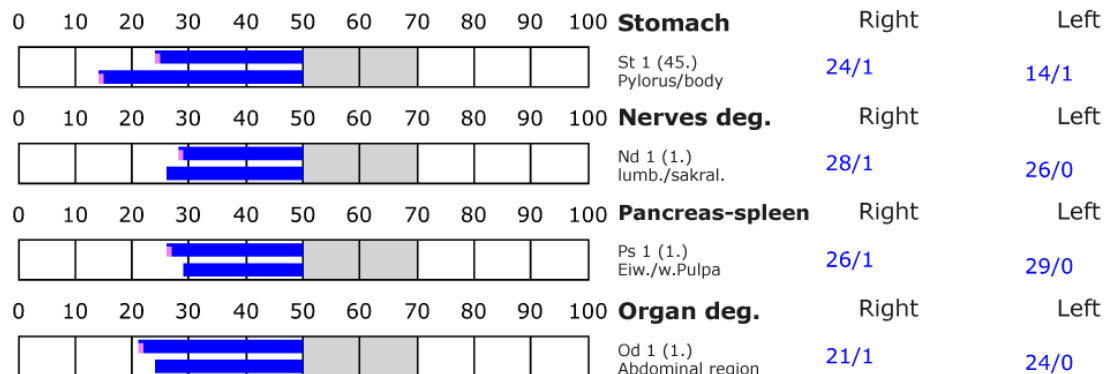 0 10 20 30 40 50 60 70 80 90 100 Stomach Right Left
St 1 (45.) 24/1 14/1
Pylorus/body
0 10 20 30 40 50 60 70 80 90 100 Nerves deg. Right Left
Nd 1 (1.) 28/1 26/0
lumb./sakral.
0 10 20 30 40 50 60 70 80 90 100 Pancreas-spleen Right Left
Ps 1 (1.) 26/1 29/0
Eiw./w.Pulpa
0 10 20 30 40 50 60 70 80 90 100 Organ deg. Right Left
Od 1 (1.) 21/1 24/0
Abdominal region